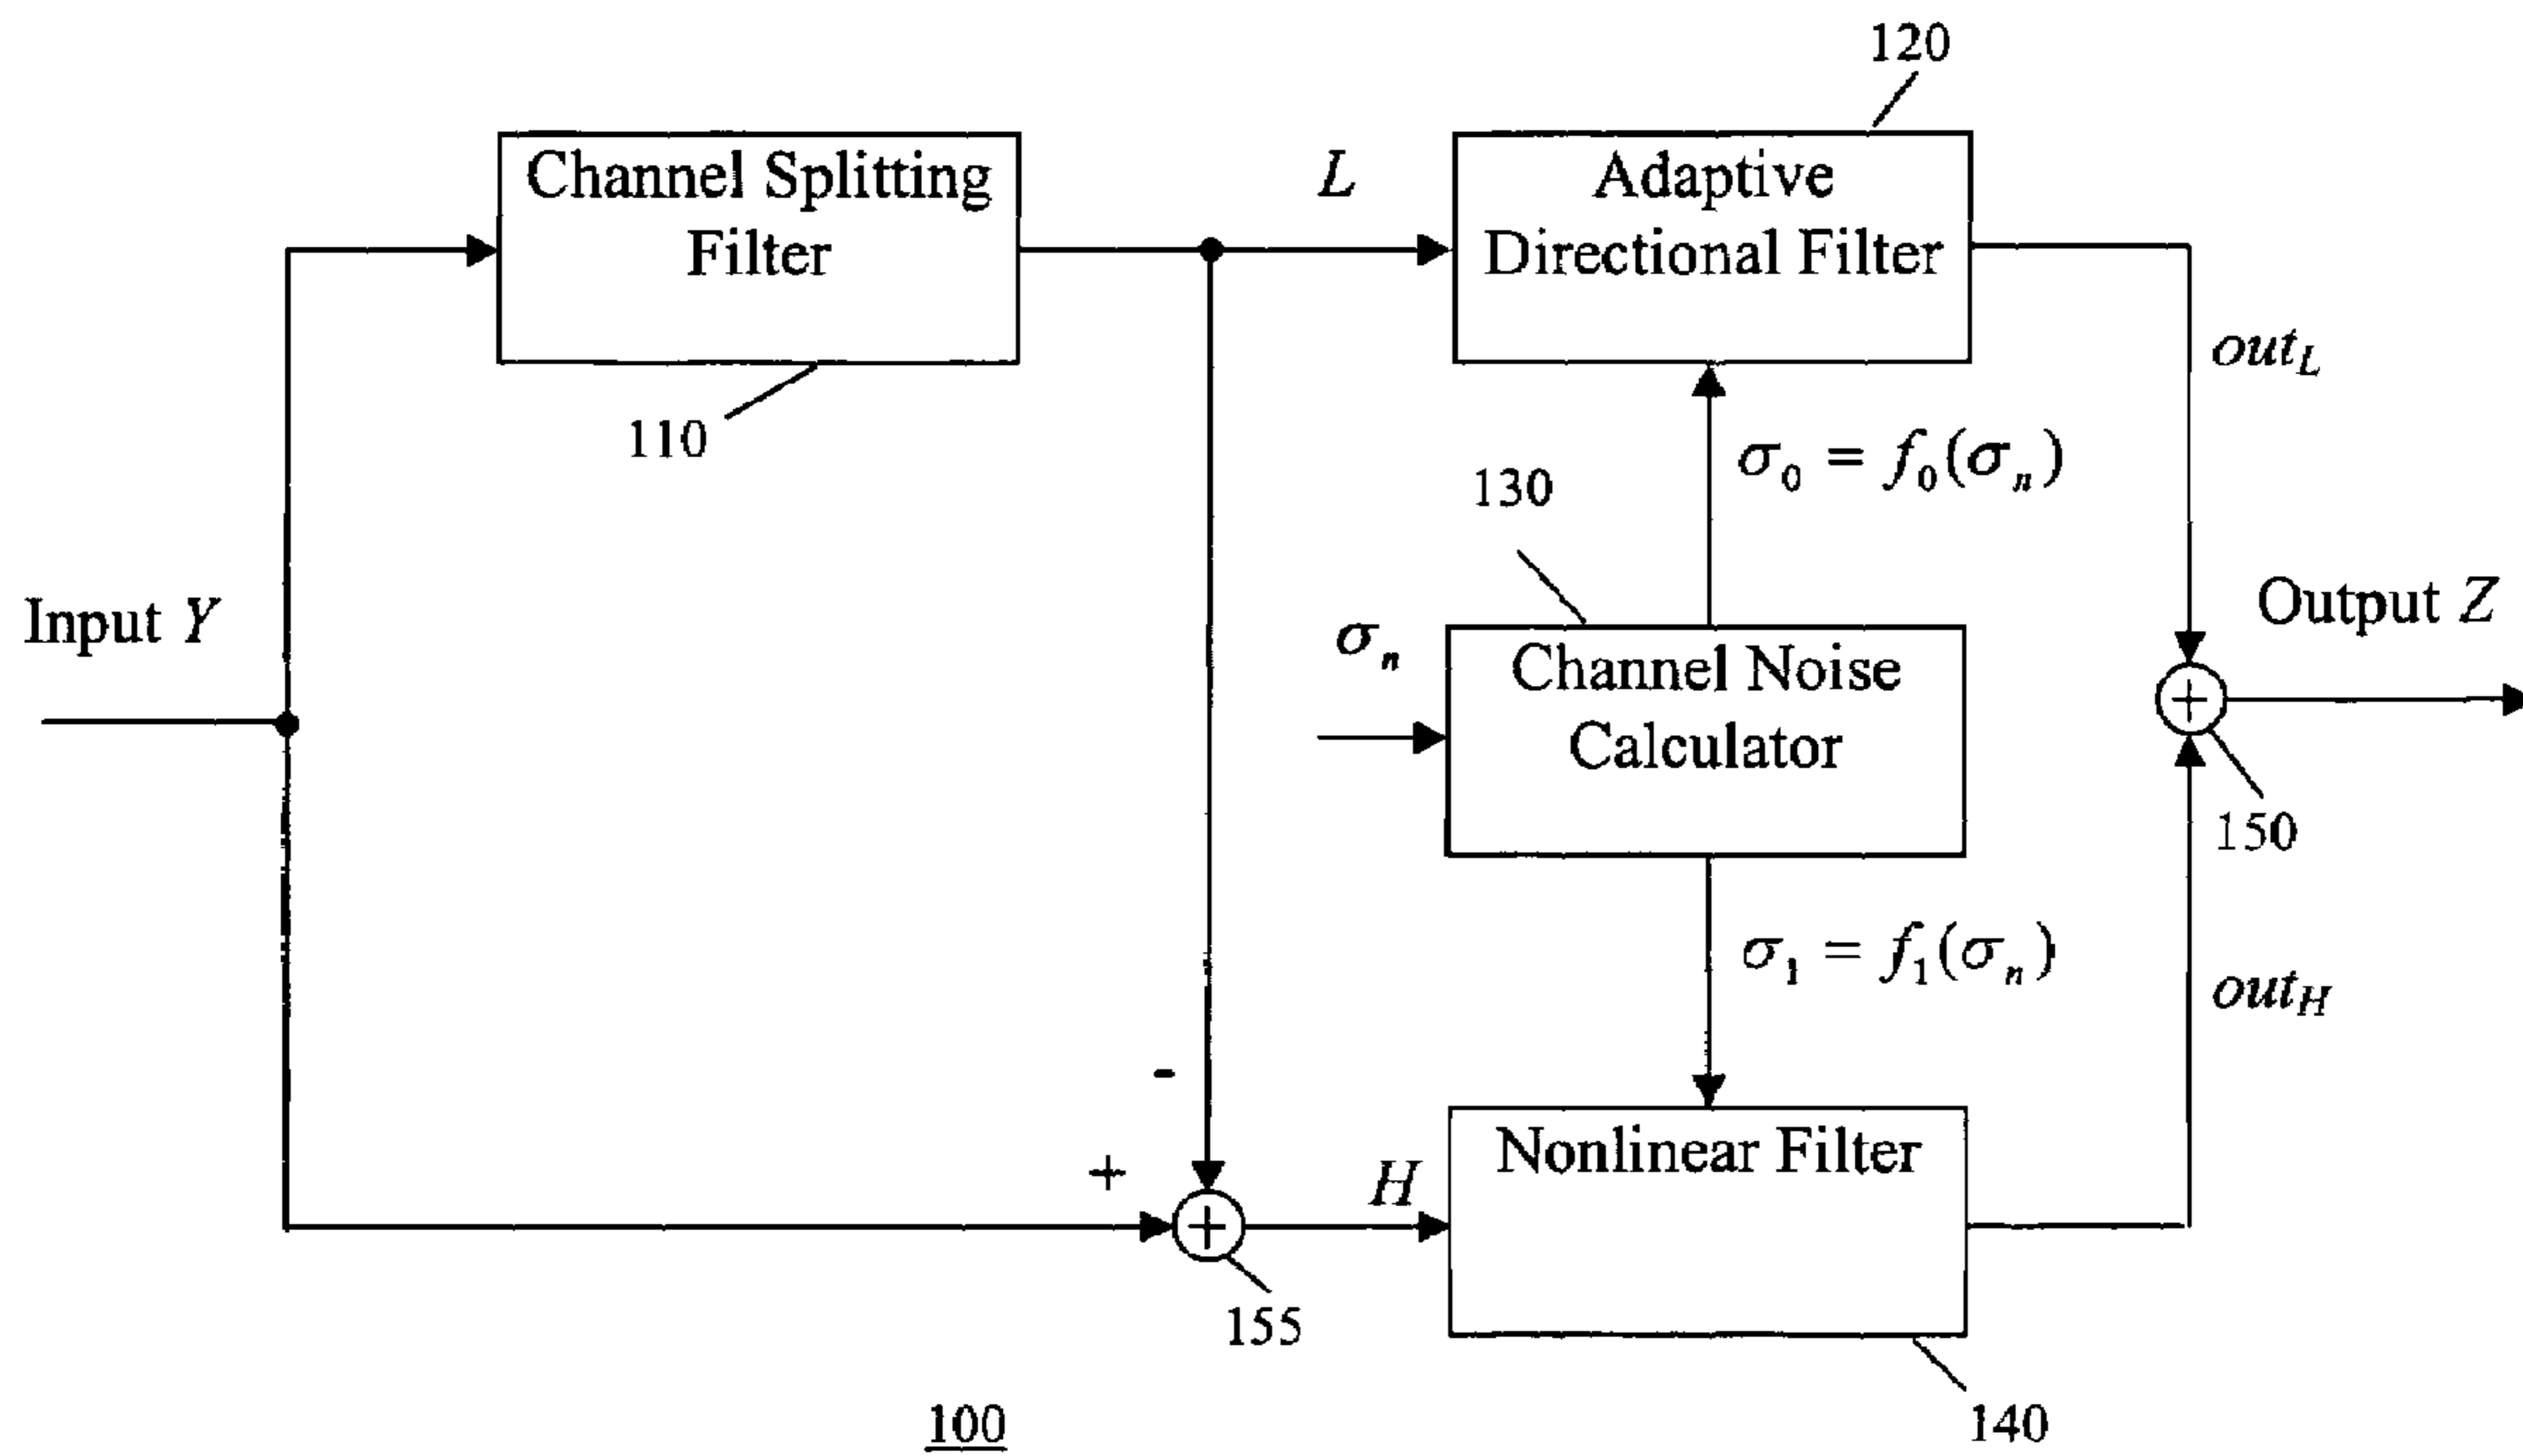 120
Channel Splitting
Filter
110
L
Adaptive
Directional Filter
out_L
σ_0 = f_0(σ_n)
130
Input Y
σ_n
Channel Noise
Calculator
Output Z
+
150
σ_1 = f_1(σ_n)
out_H
-
+
+
155
H
Nonlinear Filter
140
100